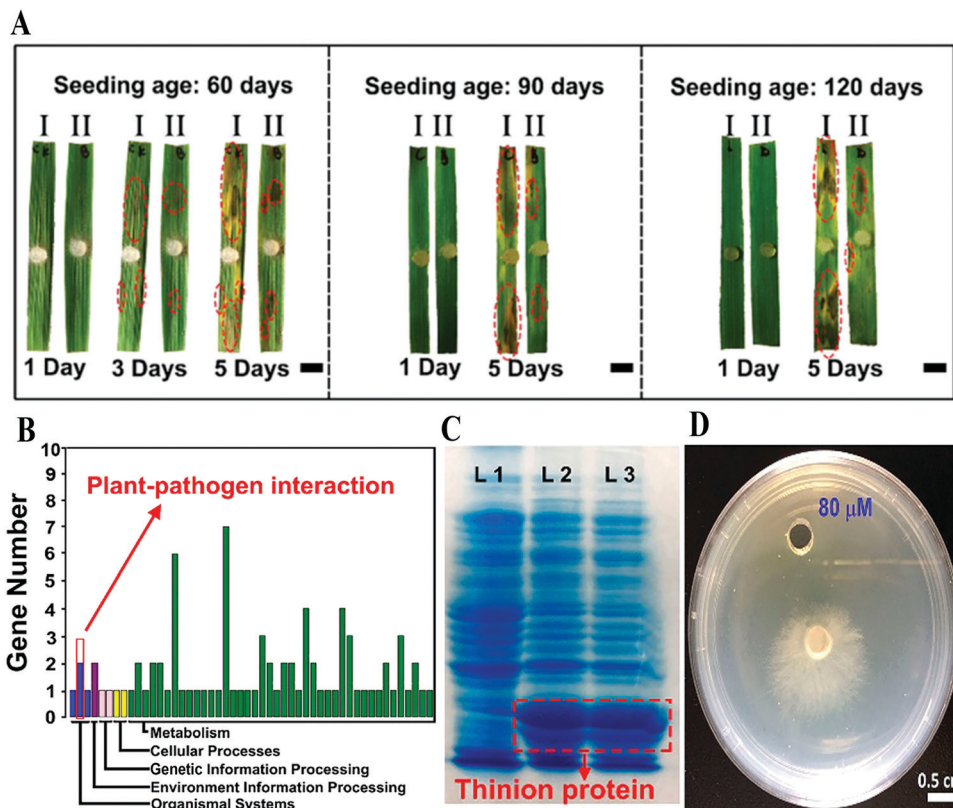 A
Seeding age: 60 days
I II I II I II
1 Day 3 Days 5 Days
Seeding age: 90 days
I II I II
1 Day 5 Days
Seeding age: 120 days
I II I II
1 Day 5 Days
B
Gene Number
10
9
8
7
6
5
4
3
2
1
0
Plant-pathogen interaction
Metabolism
Cellular Processes
Genetic Information Processing
Environment Information Processing
Organismal Systems
C
L 1 L 2 L 3
Thinion protein
D
80 μM
0.5 cm